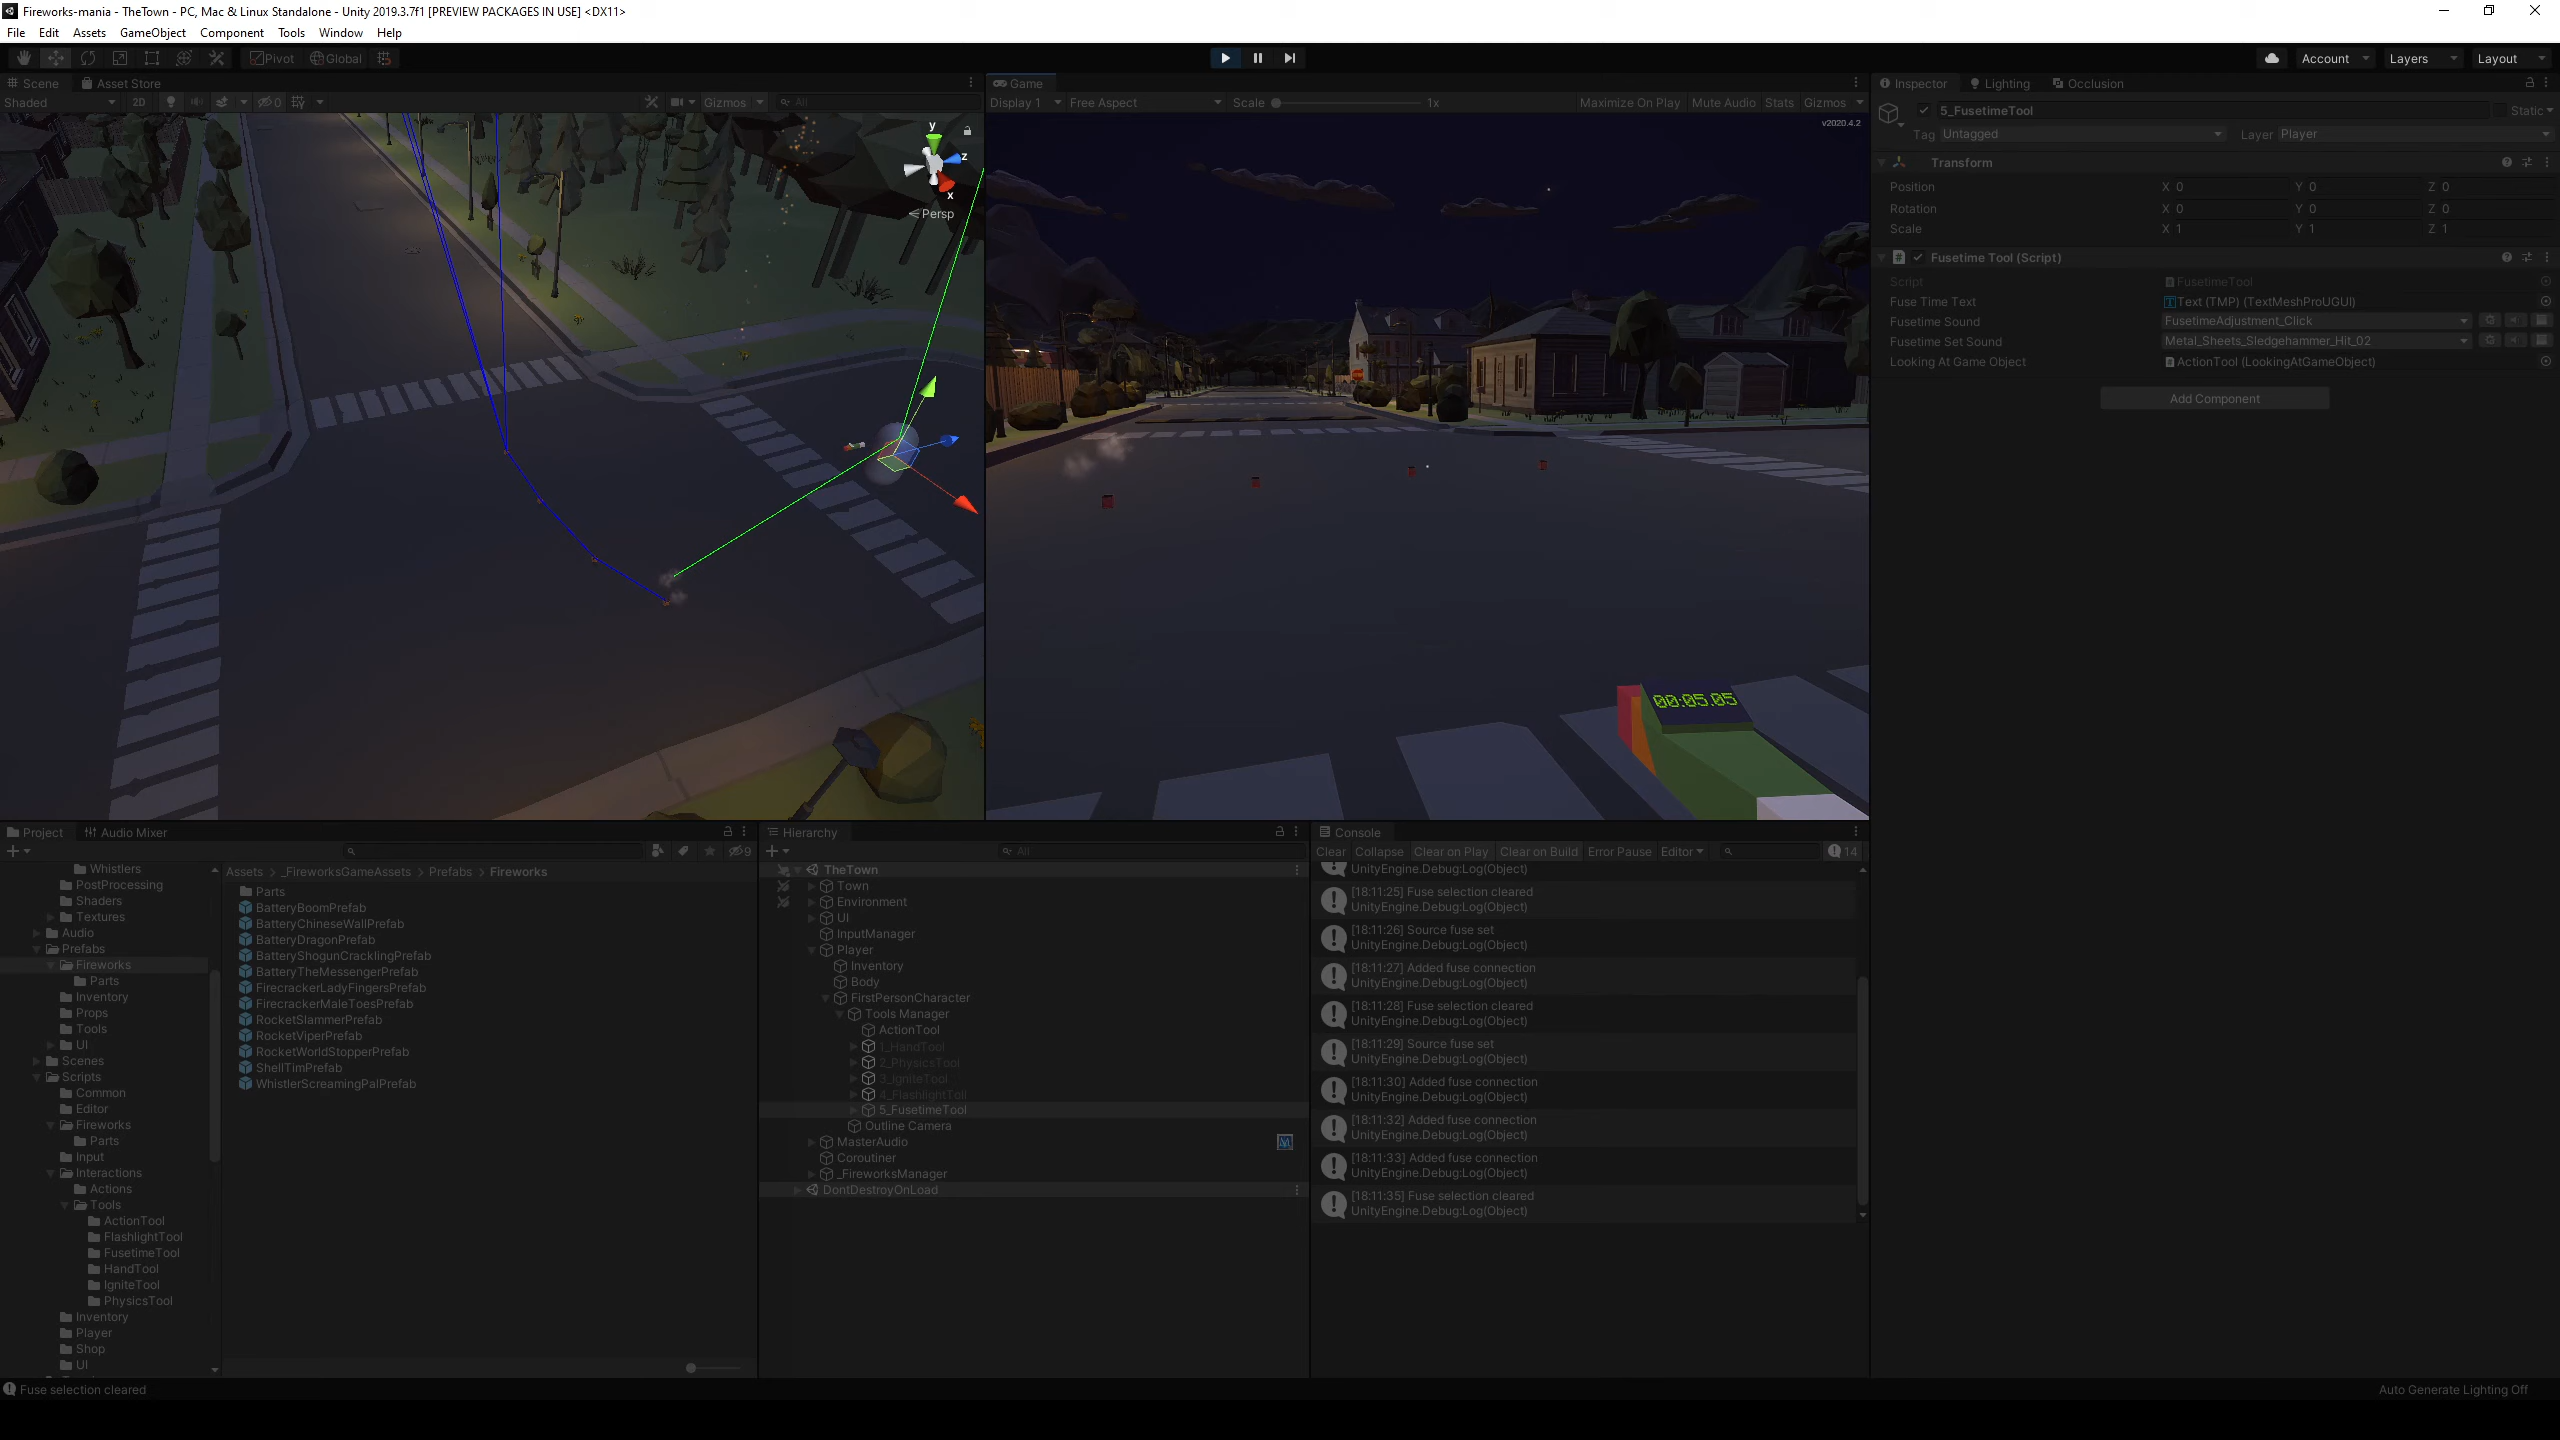 Fireworks-mania - TheTown - PC, Mac & Linux Standalone - Unity 2019.3.7f1 [PREVIEW PACKAGES IN USE] <DX11>
File Edit Assets GameObject Component Tools Window Help
Pivot Global Account Layers Layout
Scene Asset Store
Shaded 2D 0 Gizmos All
y
z
x
Persp
Game
Display 1 Free Aspect Scale 1x Maximize On Play Mute Audio Stats Gizmos
v2020.4.2
00:05.05
Inspector Lighting Occlusion
5_FusetimeTool Static
Tag Untagged Layer Player
Transform
Position X 0 Y 0 Z 0
Rotation X 0 Y 0 Z 0
Scale X 1 Y 1 Z 1
Fusetime Tool (Script)
Script FusetimeTool
Fuse Time Text Text (TMP) (TextMeshProUGUI)
Fusetime Sound FusetimeAdjustment_Click
Fusetime Set Sound Metal_Sheets_Sledgehammer_Hit_02
Looking At Game Object ActionTool (LookingAtGameObject)
Add Component
Project Audio Mixer
9
Whistlers
PostProcessing
Shaders
Textures
Audio
Prefabs
Fireworks
Parts
Inventory
Props
Tools
UI
Scenes
Scripts
Common
Editor
Fireworks
Parts
Input
Interactions
Actions
Tools
ActionTool
FlashlightTool
FusetimeTool
HandTool
IgniteTool
PhysicsTool
Inventory
Player
Shop
UI
Assets > _FireworksGameAssets > Prefabs > Fireworks
Parts
BatteryBoomPrefab
BatteryChineseWallPrefab
BatteryDragonPrefab
BatteryShogunCracklingPrefab
BatteryTheMessengerPrefab
FirecrackerLadyFingersPrefab
FirecrackerMaleToesPrefab
RocketSlammerPrefab
RocketViperPrefab
RocketWorldStopperPrefab
ShellTimPrefab
WhistlerScreamingPalPrefab
Hierarchy
All
TheTown
Town
Environment
UI
InputManager
Player
Inventory
Body
FirstPersonCharacter
Tools Manager
ActionTool
1_HandTool
2_PhysicsTool
3_IgniteTool
4_FlashlightToll
5_FusetimeTool
Outline Camera
MasterAudio
Coroutiner
_FireworksManager
DontDestroyOnLoad
Console
Clear Collapse Clear on Play Clear on Build Error Pause Editor 14
UnityEngine.Debug:Log(Object)
[18:11:25] Fuse selection cleared
UnityEngine.Debug:Log(Object)
[18:11:26] Source fuse set
UnityEngine.Debug:Log(Object)
[18:11:27] Added fuse connection
UnityEngine.Debug:Log(Object)
[18:11:28] Fuse selection cleared
UnityEngine.Debug:Log(Object)
[18:11:29] Source fuse set
UnityEngine.Debug:Log(Object)
[18:11:30] Added fuse connection
UnityEngine.Debug:Log(Object)
[18:11:32] Added fuse connection
UnityEngine.Debug:Log(Object)
[18:11:33] Added fuse connection
UnityEngine.Debug:Log(Object)
[18:11:35] Fuse selection cleared
UnityEngine.Debug:Log(Object)
Fuse selection cleared
Auto Generate Lighting Off